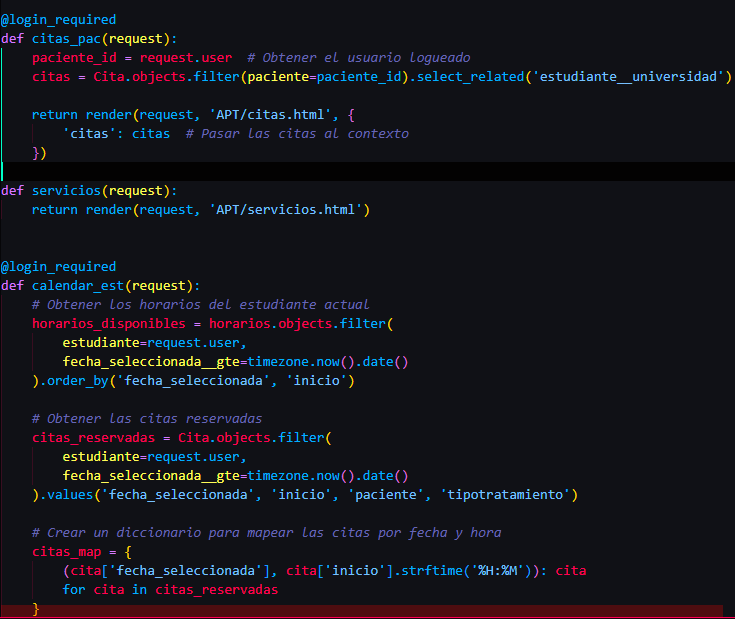 @login_required
def citas_pac(request):
    paciente_id = request.user  # Obtener el usuario logueado
    citas = Cita.objects.filter(paciente=paciente_id).select_related('estudiante__universidad')
    return render(request, 'APT/citas.html', {
        'citas': citas  # Pasar las citas al contexto
    })
def servicios(request):
    return render(request, 'APT/servicios.html')
@login_required
def calendar_est(request):
    # Obtener los horarios del estudiante actual
    horarios_disponibles = horarios.objects.filter(
        estudiante=request.user,
        fecha_seleccionada__gte=timezone.now().date()
    ).order_by('fecha_seleccionada', 'inicio')
    # Obtener las citas reservadas
    citas_reservadas = Cita.objects.filter(
        estudiante=request.user,
        fecha_seleccionada__gte=timezone.now().date()
    ).values('fecha_seleccionada', 'inicio', 'paciente', 'tipotratamiento')
    # Crear un diccionario para mapear las citas por fecha y hora
    citas_map = {
        (cita['fecha_seleccionada'], cita['inicio'].strftime('%H:%M')): cita
        for cita in citas_reservadas
    }